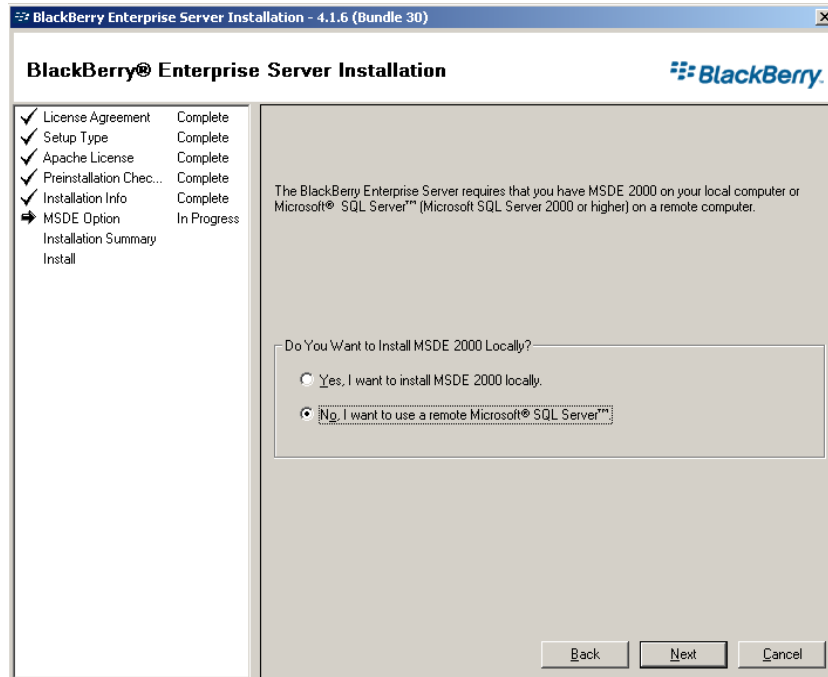 BlackBerry Enterprise Server Installation - 4.1.6 (Bundle 30)
BlackBerry® Enterprise Server Installation
BlackBerry.
License Agreement Complete
Setup Type Complete
Apache License Complete
Preinstallation Chec... Complete
Installation Info Complete
MSDE Option In Progress
Installation Summary
Install
The BlackBerry Enterprise Server requires that you have MSDE 2000 on your local computer or
Microsoft® SQL Server™ (Microsoft SQL Server 2000 or higher) on a remote computer.
Do You Want to Install MSDE 2000 Locally?
Yes, I want to install MSDE 2000 locally.
No, I want to use a remote Microsoft® SQL Server™.
Back Next Cancel